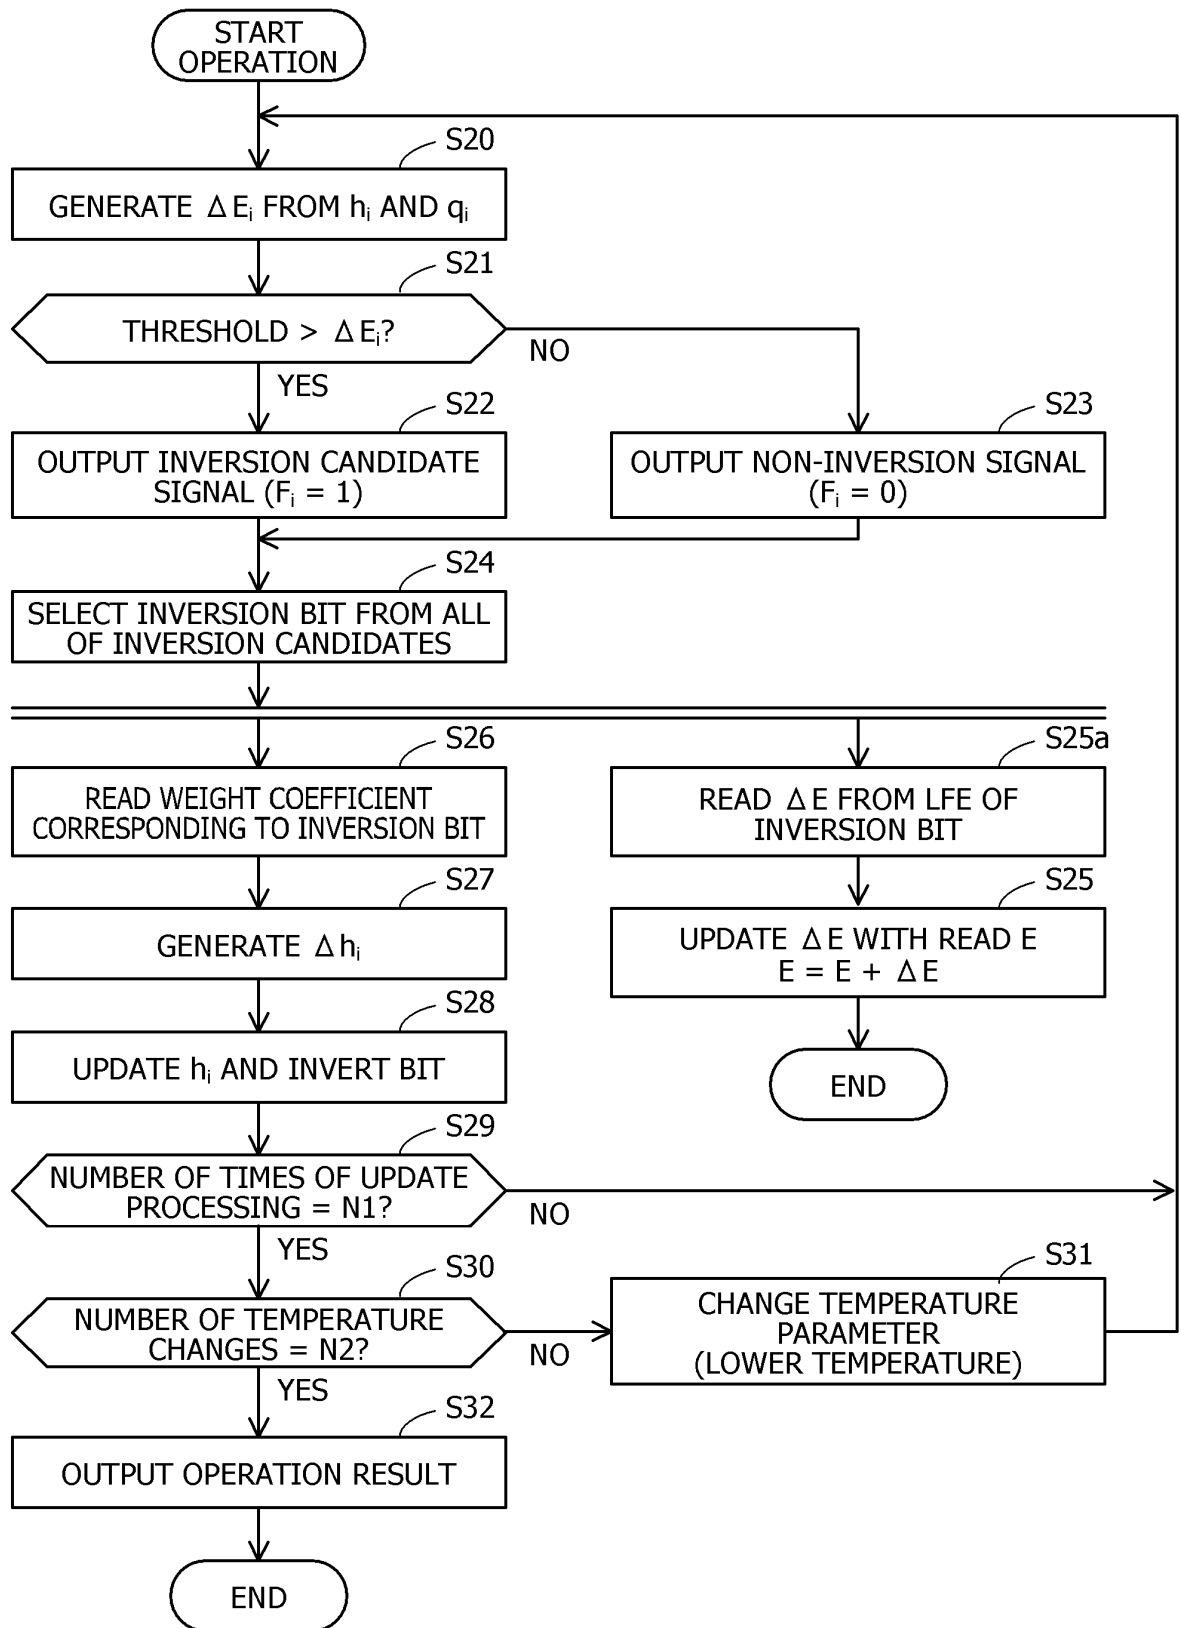 START
OPERATION
S20
GENERATE ΔEi FROM hi AND qi
S21
THRESHOLD > ΔEi?
NO
YES
S22
OUTPUT INVERSION CANDIDATE
SIGNAL (Fi = 1)
S23
OUTPUT NON-INVERSION SIGNAL
(Fi = 0)
S24
SELECT INVERSION BIT FROM ALL
OF INVERSION CANDIDATES
S26
READ WEIGHT COEFFICIENT
CORRESPONDING TO INVERSION BIT
S25a
READ ΔE FROM LFE OF
INVERSION BIT
S27
GENERATE Δhi
S25
UPDATE ΔE WITH READ E
E = E + ΔE
S28
UPDATE hi AND INVERT BIT
END
S29
NUMBER OF TIMES OF UPDATE
PROCESSING = N1?
NO
YES
S30
NUMBER OF TEMPERATURE
CHANGES = N2?
NO
YES
S31
CHANGE TEMPERATURE
PARAMETER
(LOWER TEMPERATURE)
S32
OUTPUT OPERATION RESULT
END